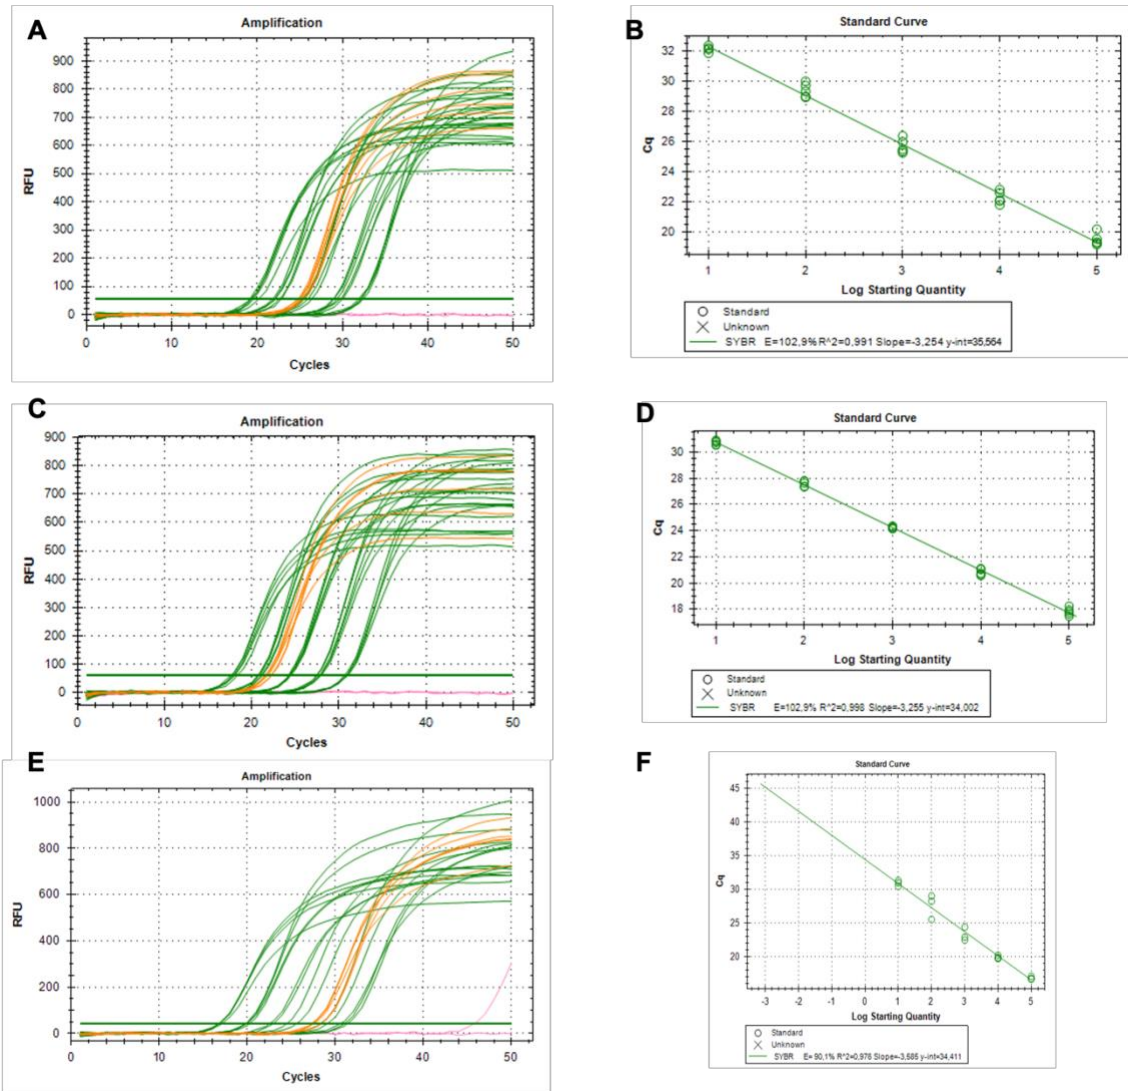 A
Amplification
900
800
700
600
500
400
300
200
100
0
RFU
0 10 20 30 40 50
Cycles
B
Standard Curve
32
30
28
26
24
22
20
Cq
1 2 3 4 5
Log Starting Quantity
Standard
Unknown
SYBR E=102,9% R^2=0,991 Slope=-3,254 y-int=35,564
C
Amplification
900
800
700
600
500
400
300
200
100
0
RFU
0 10 20 30 40 50
Cycles
D
Standard Curve
30
28
26
24
22
20
18
Cq
1 2 3 4 5
Log Starting Quantity
Standard
Unknown
SYBR E=102,9% R^2=0,998 Slope=-3,255 y-int=34,002
E
Amplification
1000
800
600
400
200
0
RFU
0 10 20 30 40 50
Cycles
F
Standard Curve
45
40
35
30
25
20
Cq
-3 -2 -1 0 1 2 3 4 5
Log Starting Quantity
Standard
Unknown
SYBR E= 90,1% R^2=0,976 Slope=-3,585 y-int=34,411